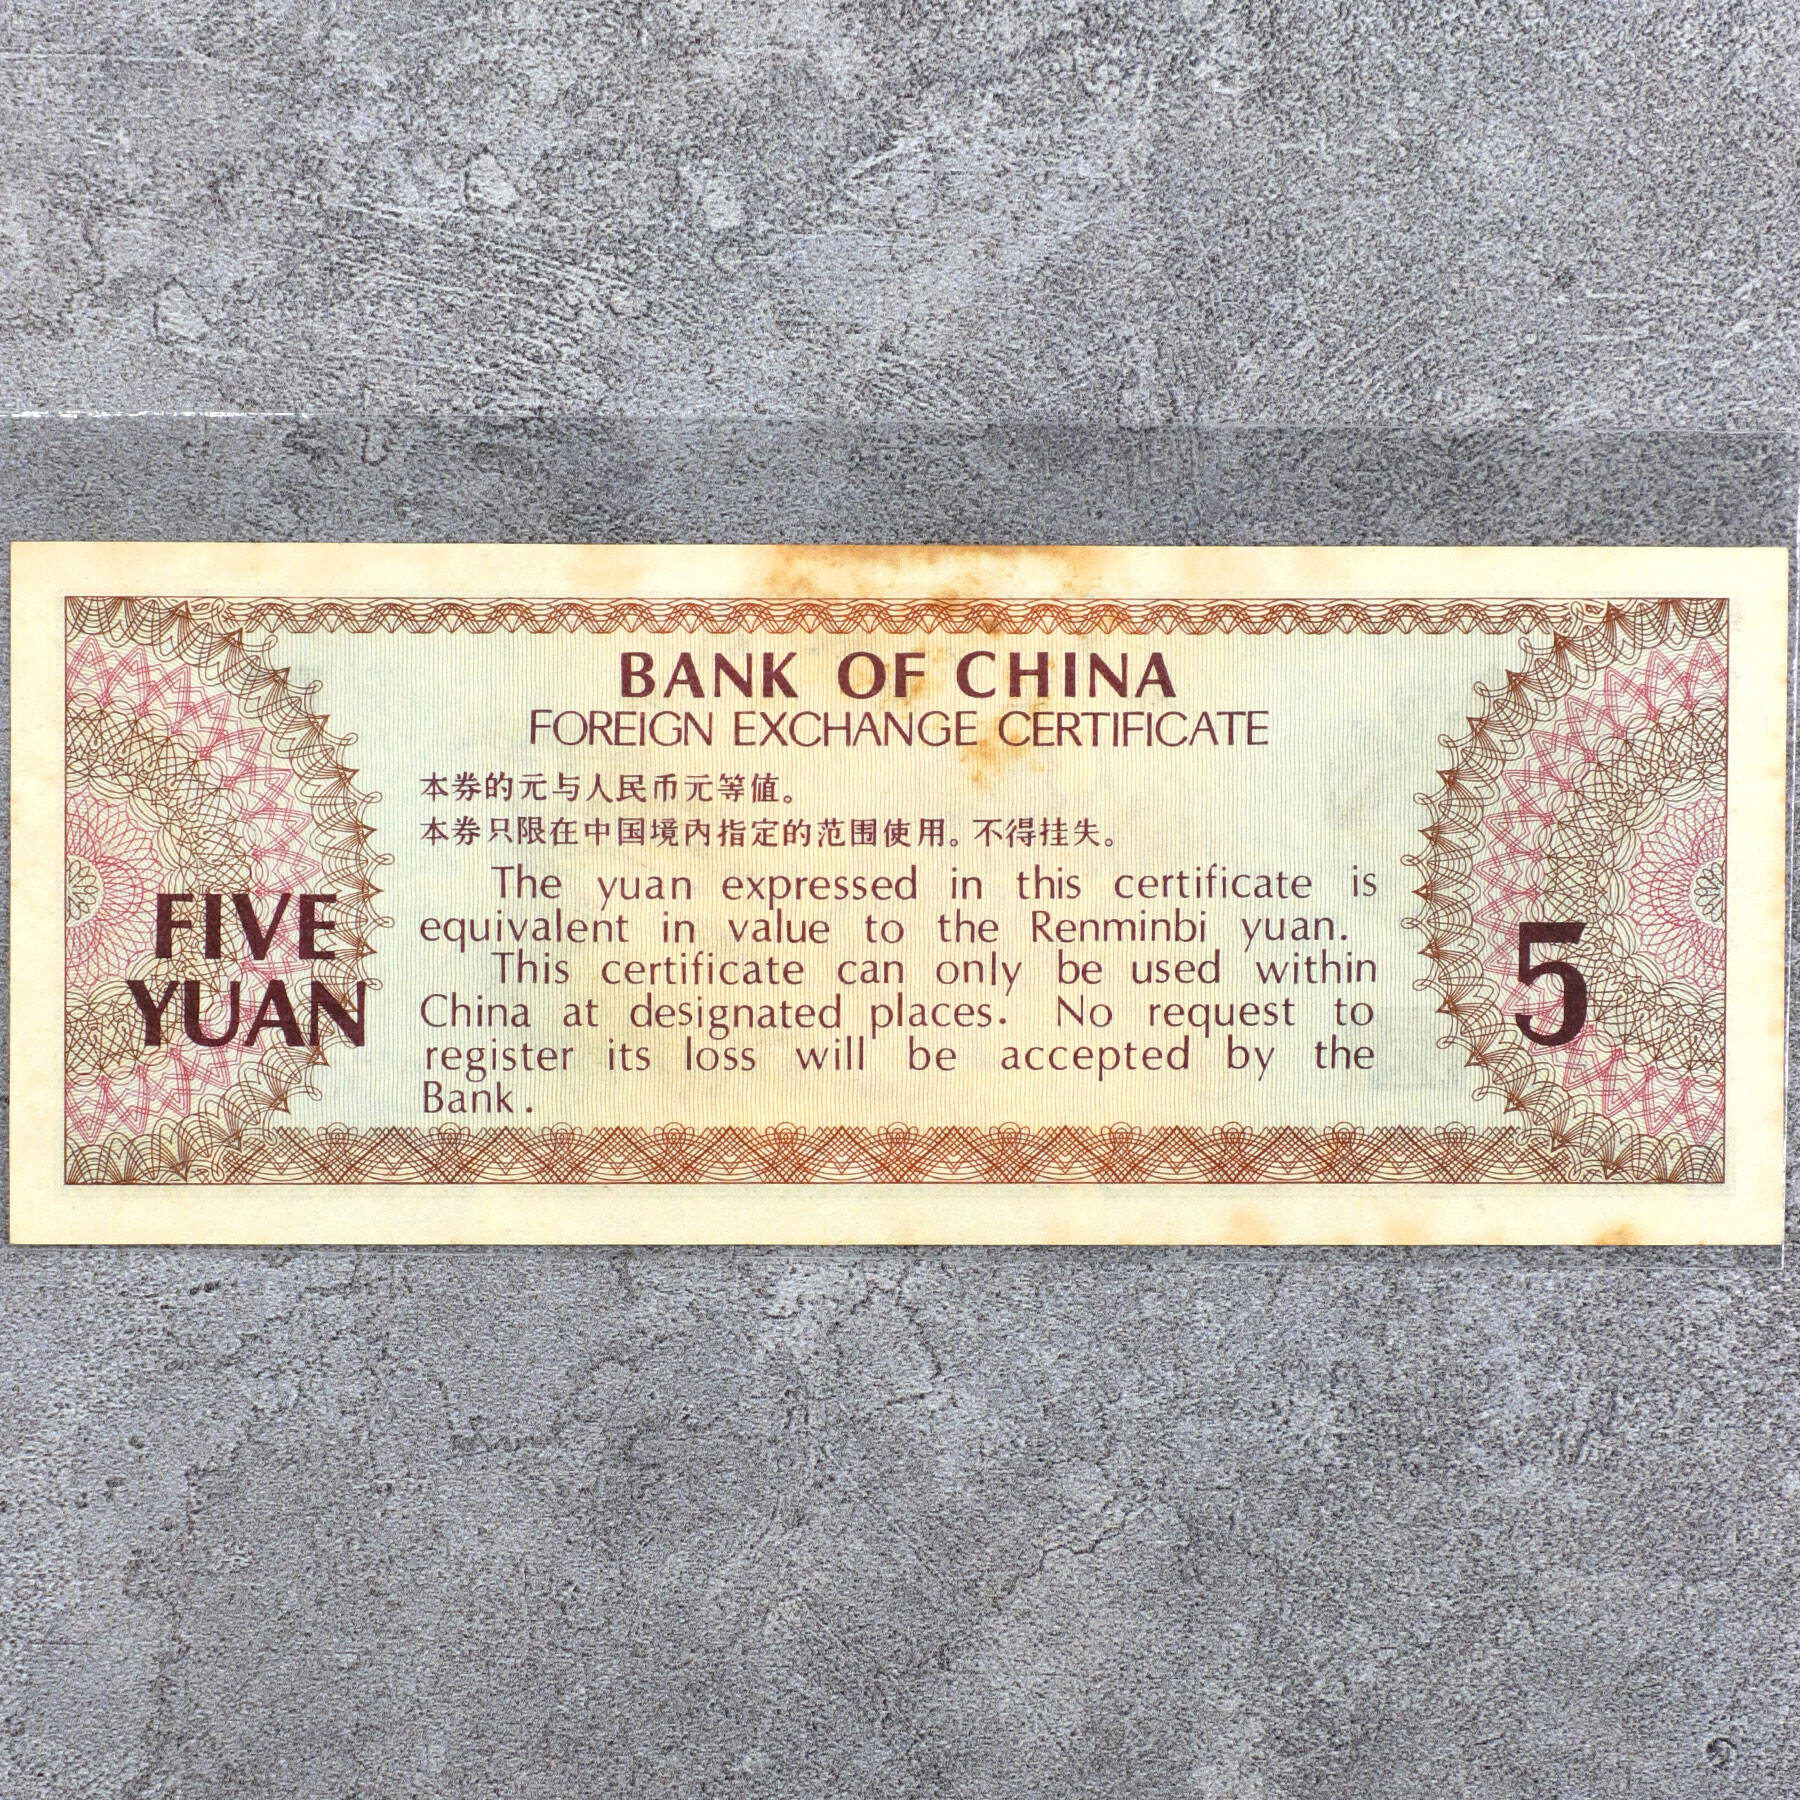 BANK OF CHINA
FOREIGN EXCHANGE CERTIFICATE
本券的元与人民币元等值。
本券只限在中国境内指定的范围使用。不得挂失。
The yuan expressed in this certificate is
equivalent in value to the Renminbi yuan.
This certificate can only be used within
China at designated places. No request to
register its loss will be accepted by the
Bank.
FIVE
YUAN
5